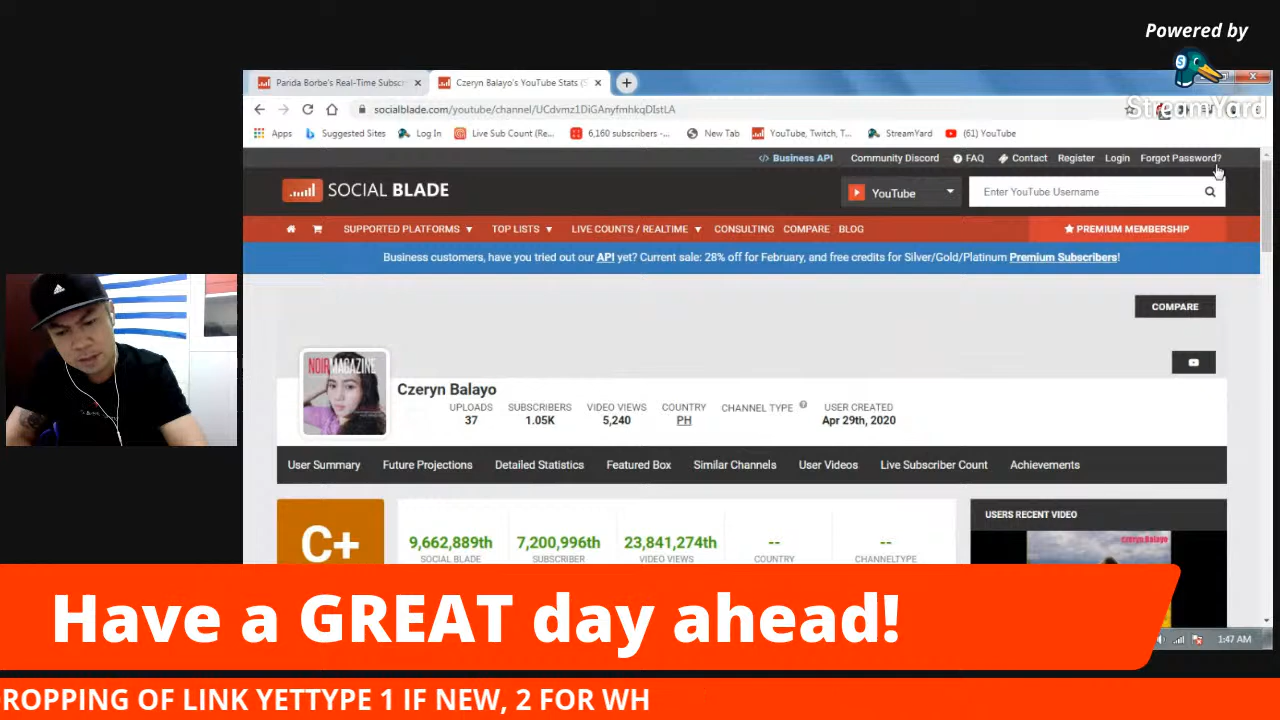 Powered by
StreamYard
Parida Borbe's Real-Time Subsc
Czeryn Balayo's YouTube Stats (S
socialblade.com/youtube/channel/UCdvmz1DiGAnyfmhkqDIstLA
Apps
Suggested Sites
Log In
Live Sub Count (Re...
6,160 subscribers -...
New Tab
YouTube, Twitch, T...
StreamYard
(61) YouTube
</> Business API
Community Discord
FAQ
Contact
Register
Login
Forgot Password?
SOCIAL BLADE
YouTube
Enter YouTube Username
SUPPORTED PLATFORMS
TOP LISTS
LIVE COUNTS / REALTIME
CONSULTING
COMPARE
BLOG
PREMIUM MEMBERSHIP
Business customers, have you tried out our API yet? Current sale: 28% off for February, and free credits for Silver/Gold/Platinum Premium Subscribers!
COMPARE
NOIR MAGAZINE
Czeryn Balayo
UPLOADS
37
SUBSCRIBERS
1.05K
VIDEO VIEWS
5,240
COUNTRY
PH
CHANNEL TYPE
USER CREATED
Apr 29th, 2020
User Summary
Future Projections
Detailed Statistics
Featured Box
Similar Channels
User Videos
Live Subscriber Count
Achievements
C+
9,662,889th
SOCIAL BLADE
7,200,996th
SUBSCRIBER
23,841,274th
VIDEO VIEWS
--
COUNTRY
--
CHANNELTYPE
USERS RECENT VIDEO
Czeryn Balayo
1:47 AM
Have a GREAT day ahead!
ROPPING OF LINK YETTYPE 1 IF NEW, 2 FOR WH